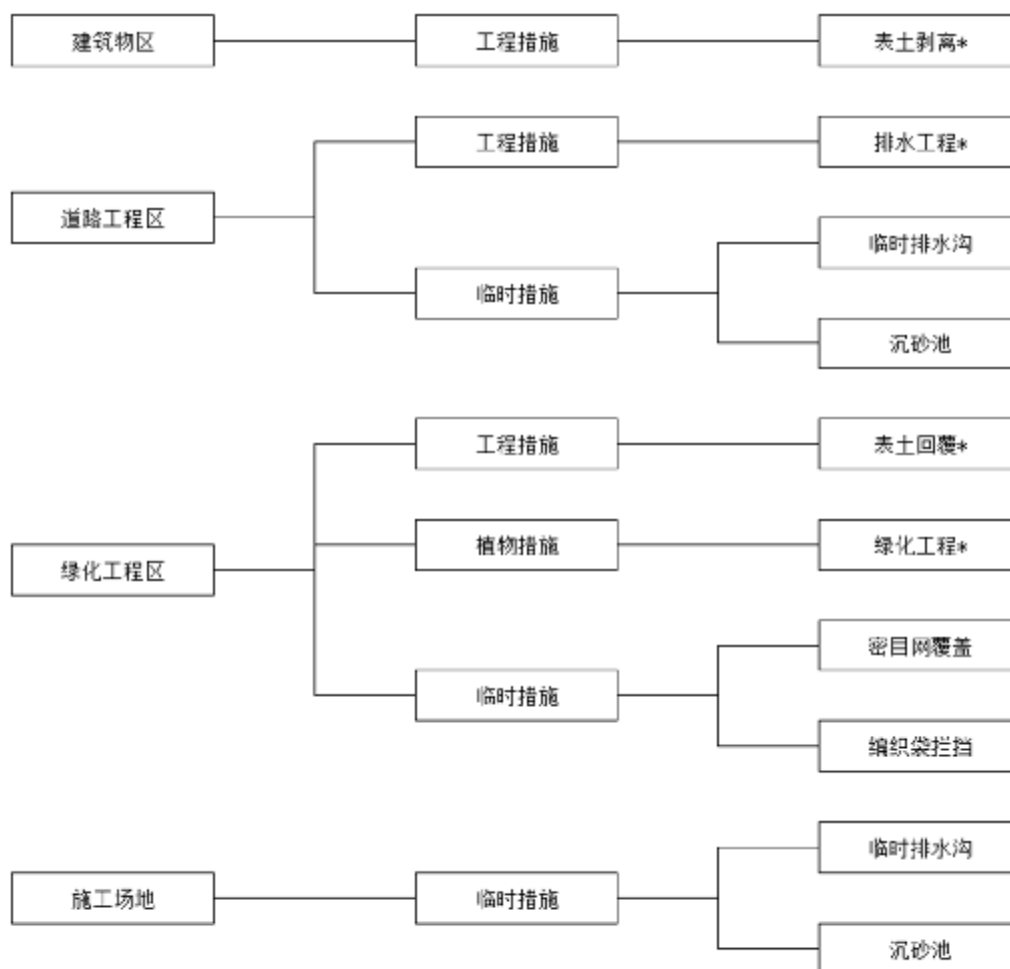 建筑物区
工程措施
表土剥离*
道路工程区
工程措施
排水工程*
临时措施
临时排水沟
沉砂池
绿化工程区
工程措施
表土回覆*
植物措施
绿化工程*
临时措施
密目网覆盖
编织袋拦挡
施工场地
临时措施
临时排水沟
沉砂池